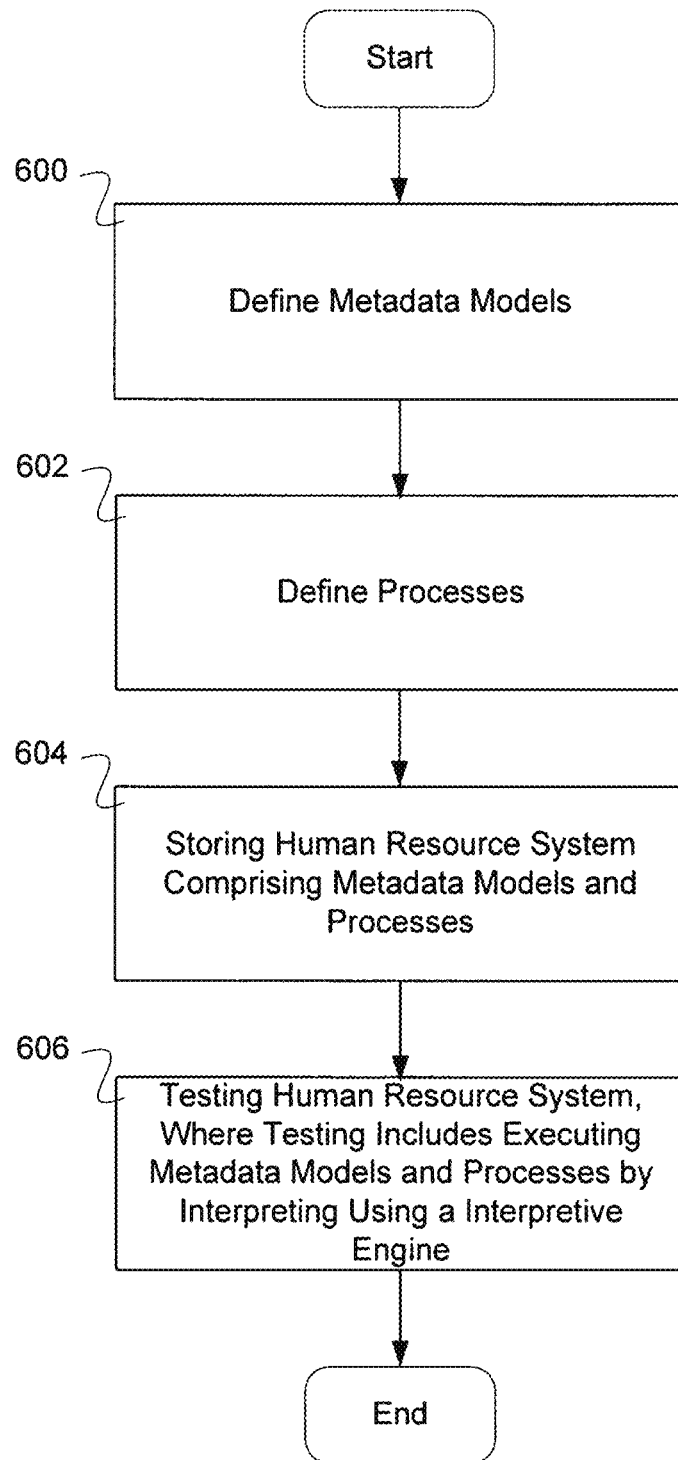 Start
600
Define Metadata Models
602
Define Processes
604
Storing Human Resource System
Comprising Metadata Models and
Processes
606
Testing Human Resource System,
Where Testing Includes Executing
Metadata Models and Processes by
Interpreting Using a Interpretive
Engine
End